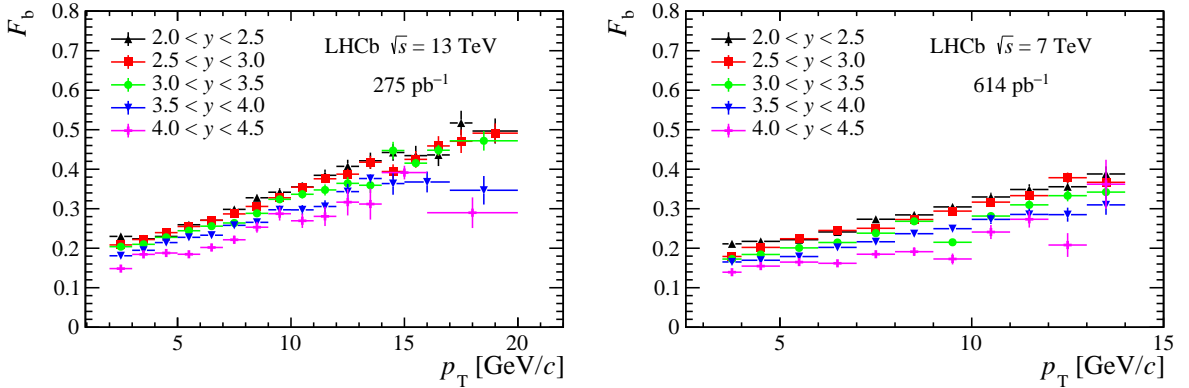 F_b
0.8
0.7
0.6
0.5
0.4
0.3
0.2
0.1
0
2.0 < y < 2.5
2.5 < y < 3.0
3.0 < y < 3.5
3.5 < y < 4.0
4.0 < y < 4.5
LHCb √s = 13 TeV
275 pb⁻¹
5 10 15 20
p_T [GeV/c]
F_b
0.8
0.7
0.6
0.5
0.4
0.3
0.2
0.1
0
2.0 < y < 2.5
2.5 < y < 3.0
3.0 < y < 3.5
3.5 < y < 4.0
4.0 < y < 4.5
LHCb √s = 7 TeV
614 pb⁻¹
5 10 15
p_T [GeV/c]